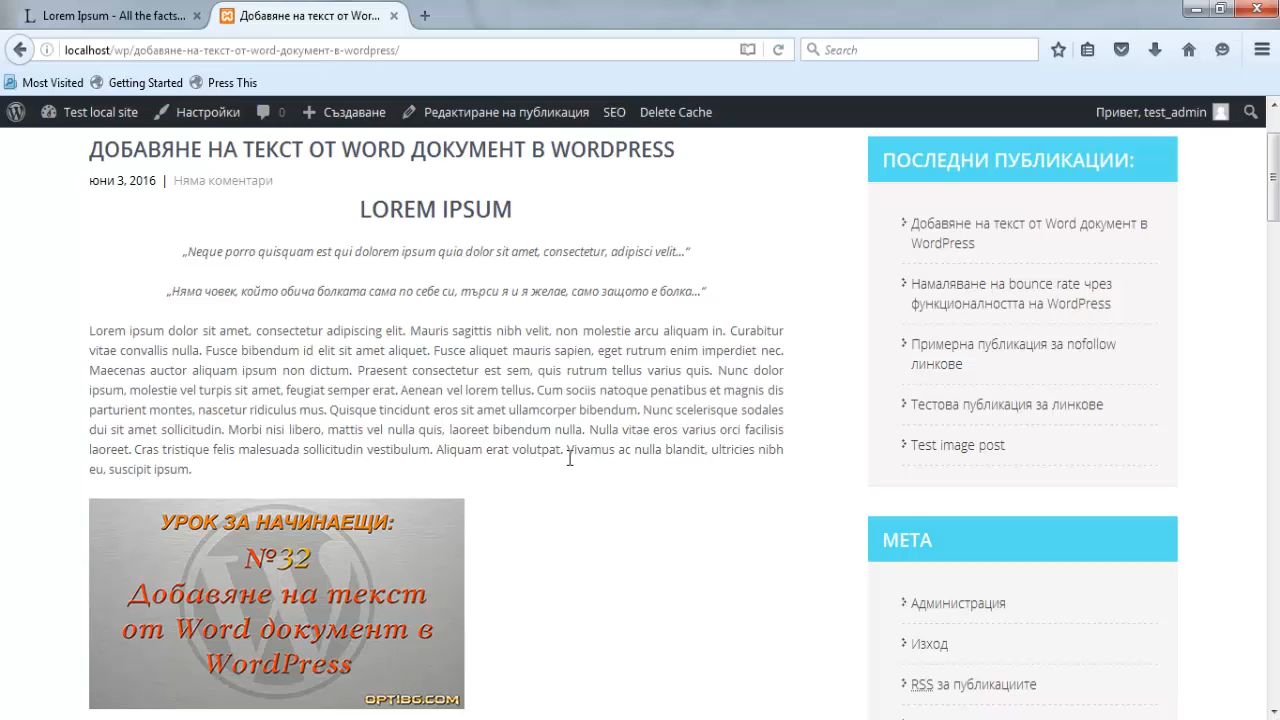 Lorem Ipsum - All the facts...
Добавяне на текст от Wor...
localhost/wp/добавяне-на-текст-от-word-документ-в-wordpress/
Search
Most Visited Getting Started Press This
Test local site Настройки 0 Създаване Редактиране на публикация SEO Delete Cache Привет, test_admin
ДОБАВЯНЕ НА ТЕКСТ ОТ WORD ДОКУМЕНТ В WORDPRESS
юни 3, 2016 | Няма коментари
LOREM IPSUM
„Neque porro quisquam est qui dolorem ipsum quia dolor sit amet, consectetur, adipisci velit..."
„Няма човек, който обича болката сама по себе си, търси я и я желае, само защото е болка..."
Lorem ipsum dolor sit amet, consectetur adipiscing elit. Mauris sagittis nibh velit, non molestie arcu aliquam in. Curabitur
vitae convallis nulla. Fusce bibendum id elit sit amet aliquet. Fusce aliquet mauris sapien, eget rutrum enim imperdiet nec.
Maecenas auctor aliquam ipsum non dictum. Praesent consectetur est sem, quis rutrum tellus varius quis. Nunc dolor
ipsum, molestie vel turpis sit amet, feugiat semper erat. Aenean vel lorem tellus. Cum sociis natoque penatibus et magnis dis
parturient montes, nascetur ridiculus mus. Quisque tincidunt eros sit amet ullamcorper bibendum. Nunc scelerisque sodales
dui sit amet sollicitudin. Morbi nisi libero, mattis vel nulla quis, laoreet bibendum nulla. Nulla vitae eros varius orci facilisis
laoreet. Cras tristique felis malesuada sollicitudin vestibulum. Aliquam erat volutpat. Vivamus ac nulla blandit, ultricies nibh
eu, suscipit ipsum.
УРОК ЗА НАЧИНАЕЩИ:
№32
Добавяне на текст
от Word документ в
WordPress
OPTIBG.COM
ПОСЛЕДНИ ПУБЛИКАЦИИ:
Добавяне на текст от Word документ в
WordPress
Намаляване на bounce rate чрез
функционалността на WordPress
Примерна публикация за nofollow
линкове
Тестова публикация за линкове
Test image post
МЕТА
Администрация
Изход
RSS за публикациите